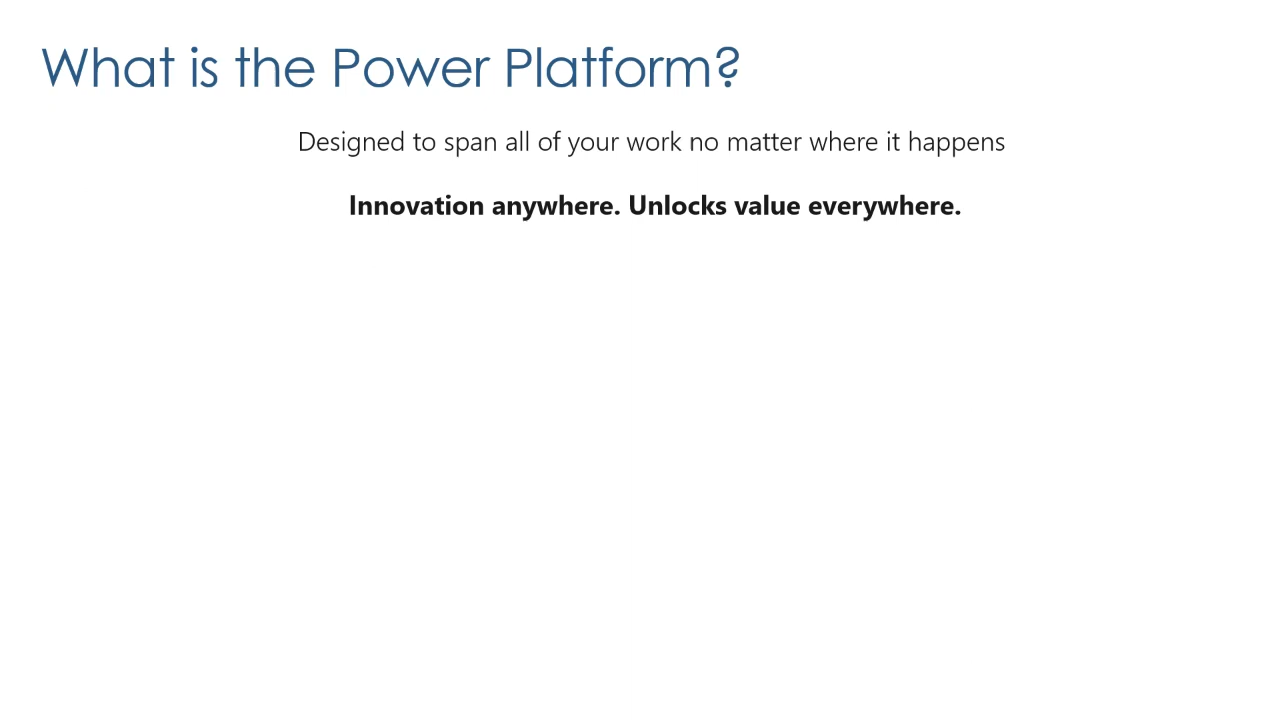 What is the Power Platform?
Designed to span all of your work no matter where it happens
Innovation anywhere. Unlocks value everywhere.